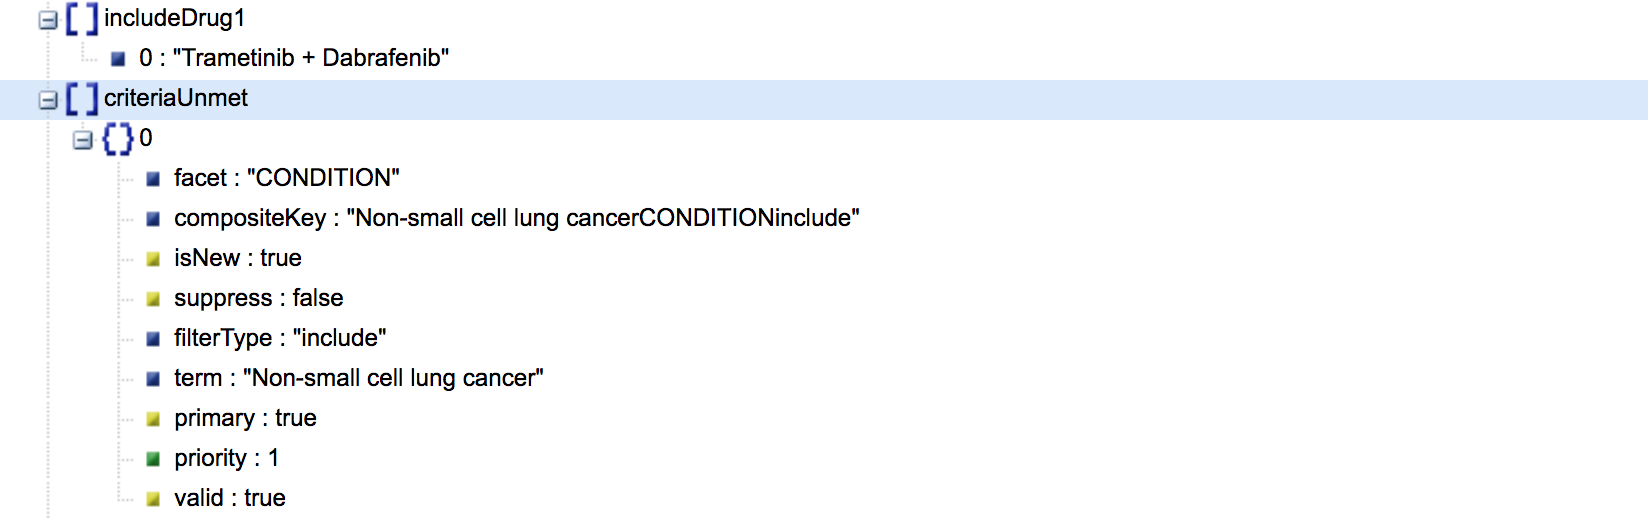 includeDrug1
0 : "Trametinib + Dabrafenib"
criteriaUnmet
0
facet : "CONDITION"
compositeKey : "Non-small cell lung cancerCONDITIONinclude"
isNew : true
suppress : false
filterType : "include"
term : "Non-small cell lung cancer"
primary : true
priority : 1
valid : true